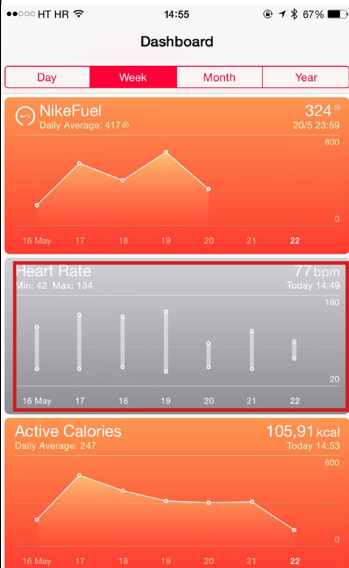 HT HR 14:55 67%
Dashboard
Day Week Month Year
NikeFuel 324
Daily Average: 417 20/5 23:59
800
0
16 May 17 18 19 20 21 22
Heart Rate 77 bpm
Min: 42 Max: 134 Today 14:49
160
20
16 May 17 18 19 20 21 22
Active Calories 105,91 kcal
Daily Average: 247 Today 14:53
600
0
16 May 17 18 19 20 21 22